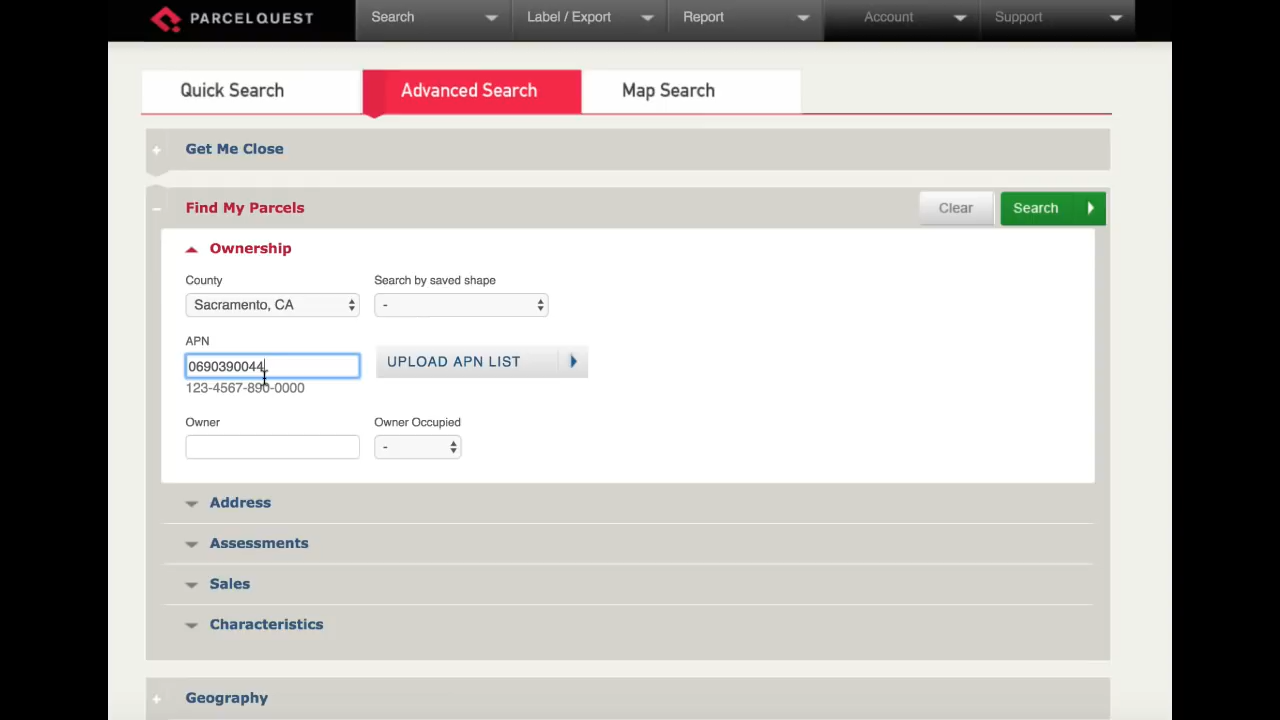 PARCELQUEST Search Label / Export Report Account Support
Quick Search Advanced Search Map Search
Get Me Close
Find My Parcels Clear Search
Ownership
County Search by saved shape
Sacramento, CA -
APN
0690390044 UPLOAD APN LIST
123-4567-890-0000
Owner Owner Occupied
-
Address
Assessments
Sales
Characteristics
Geography